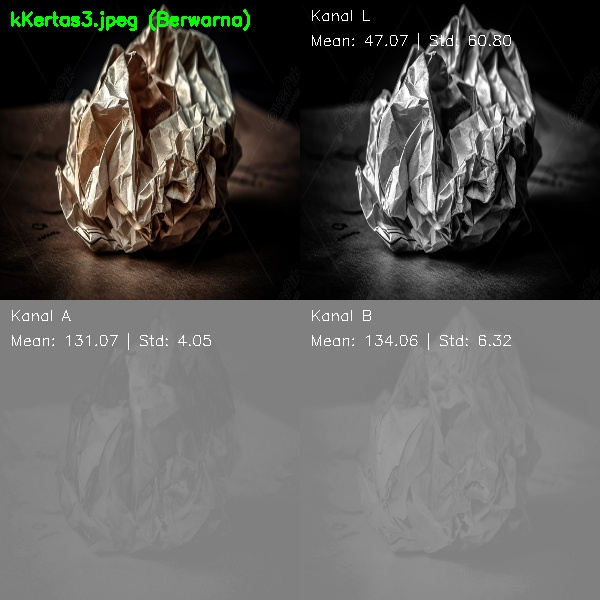 kKertas3.jpeg (Berwarna)
Kanal L
Mean: 47.07 | Std: 60.80
Kanal A
Mean: 131.07 | Std: 4.05
Kanal B
Mean: 134.06 | Std: 6.32